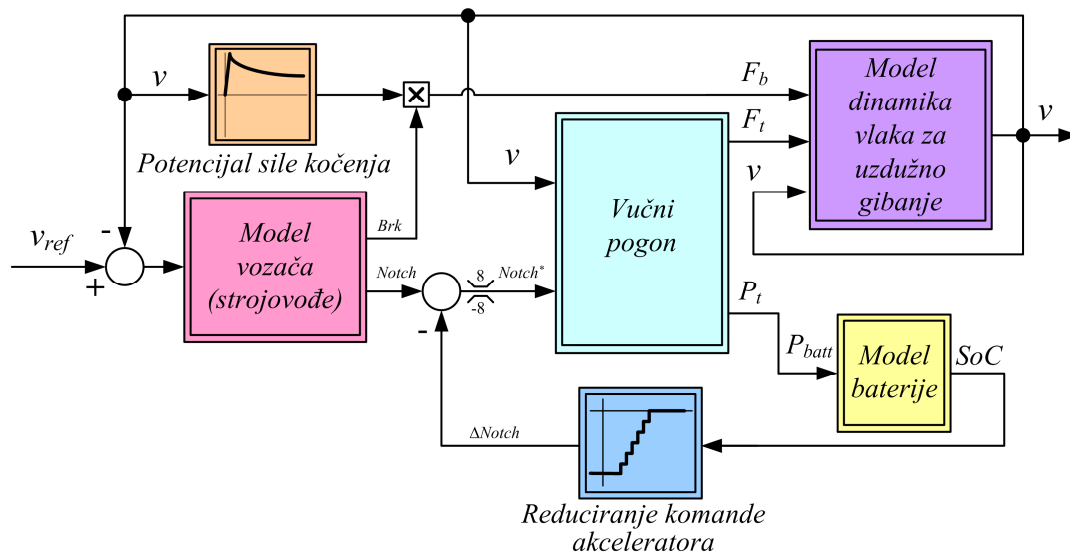 v
Potencijal sile kočenja
×
F_b
F_t
v
Model
dinamika
vlaka za
uzdužno
gibanje
v
v
Vučni
pogon
v_ref
-
+
Model
vozača
(strojovođe)
Brk
Notch
-
8
-8
Notch*
P_t
P_batt
Model
baterije
SoC
ΔNotch
Reduciranje komande
akceleratora